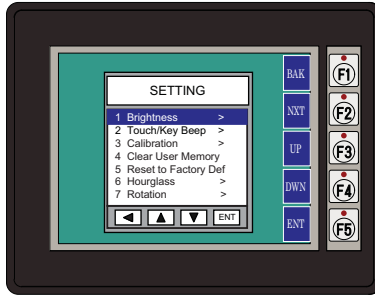 SETTING
1 Brightness >
2 Touch/Key Beep >
3 Calibration >
4 Clear User Memory
5 Reset to Factory Def
6 Hourglass >
7 Rotation >
ENT
BAK
NXT
UP
DWN
ENT
F1
F2
F3
F4
F5